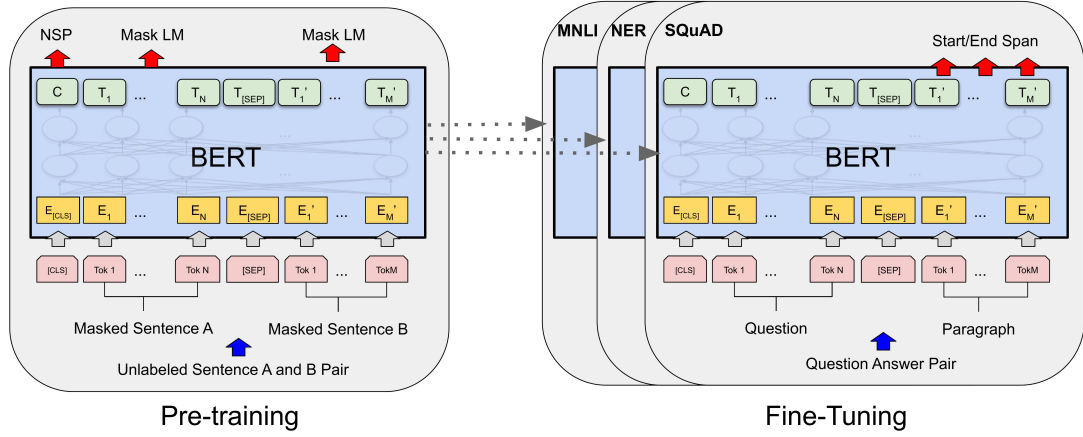 NSP Mask LM Mask LM
C T1 ... TN T[SEP] T1' ... TM'
...
BERT
...
E[CLS] E1 ... EN E[SEP] E1' ... EM'
[CLS] Tok 1 ... Tok N [SEP] Tok 1 ... TokM
Masked Sentence A Masked Sentence B
Unlabeled Sentence A and B Pair
Pre-training
MNLI NER SQuAD
Start/End Span
C T1 ... TN T[SEP] T1' ... TM'
...
BERT
...
E[CLS] E1 ... EN E[SEP] E1' ... EM'
[CLS] Tok 1 ... Tok N [SEP] Tok 1 ... TokM
Question Paragraph
Question Answer Pair
Fine-Tuning